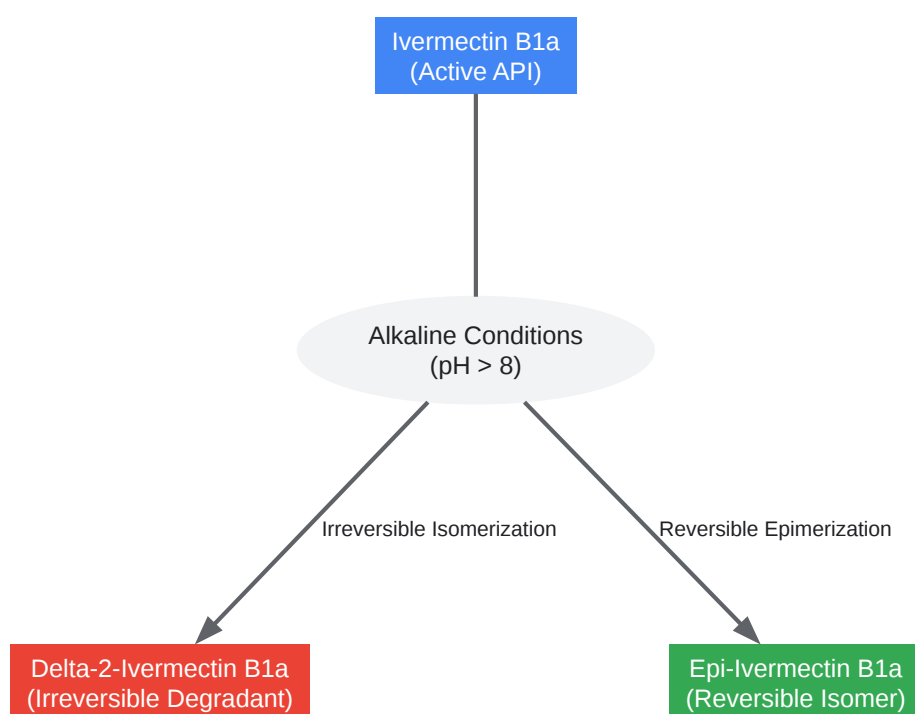 Ivermectin B1a
(Active API)
Alkaline Conditions
(pH > 8)
Irreversible Isomerization
Reversible Epimerization
Delta-2-Ivermectin B1a
(Irreversible Degradant)
Epi-Ivermectin B1a
(Reversible Isomer)